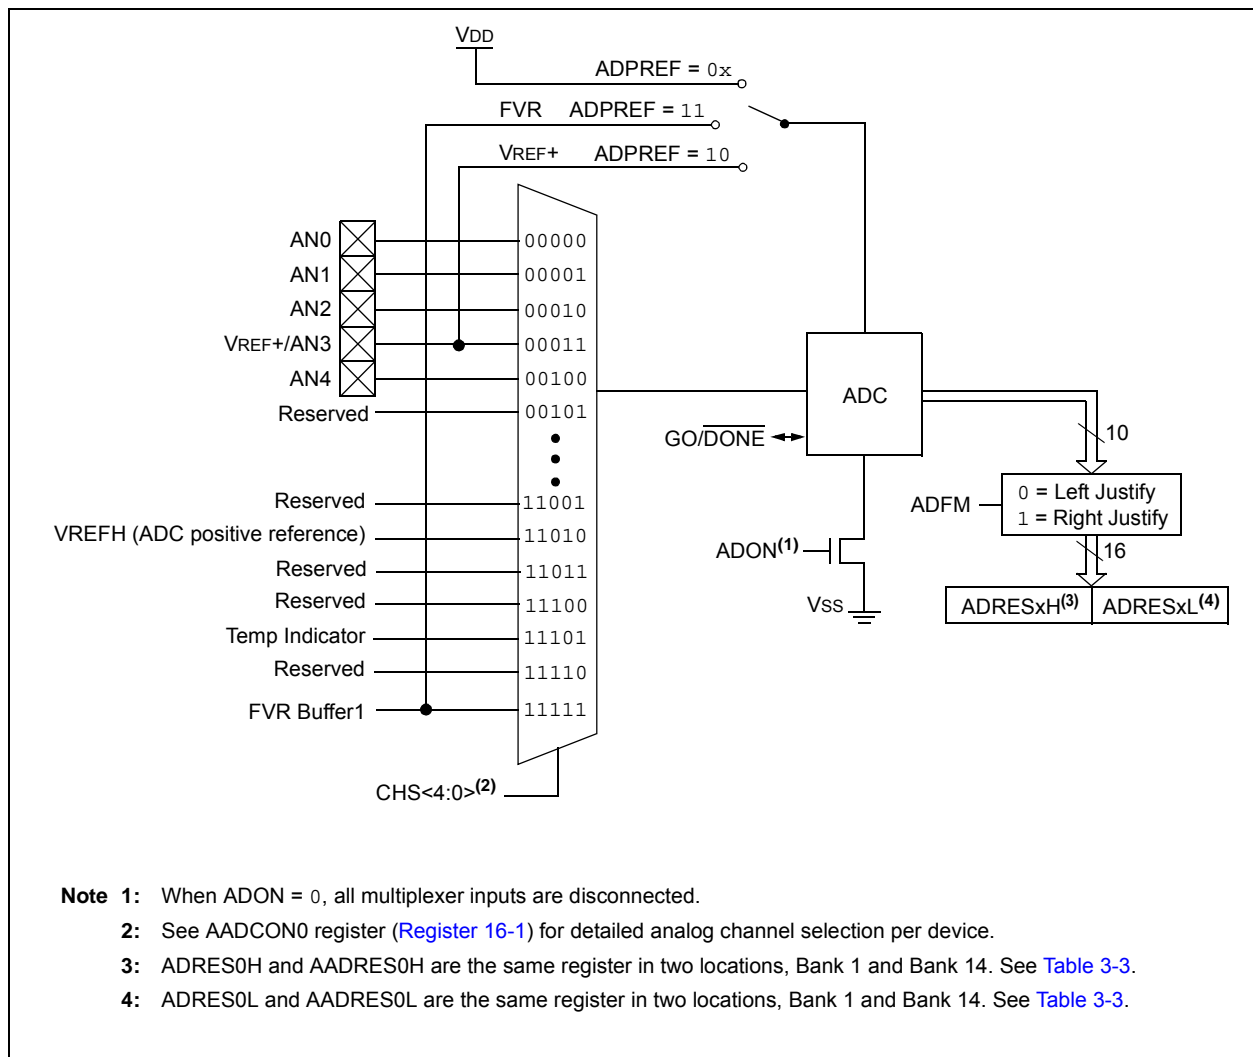 VDD
ADPREF = 0x
FVR ADPREF = 11
VREF+ ADPREF = 10
AN0 00000
AN1 00001
AN2 00010
VREF+/AN3 00011
AN4 00100
Reserved 00101
ADC
GO/DONE
10
Reserved 11001
ADFM
0 = Left Justify
1 = Right Justify
VREFH (ADC positive reference) 11010
ADON(1)
16
Reserved 11011
Reserved 11100
VSS
ADRESxH(3) ADRESxL(4)
Temp Indicator 11101
Reserved 11110
FVR Buffer1 11111
CHS<4:0>(2)
Note 1: When ADON = 0, all multiplexer inputs are disconnected.
2: See AADCON0 register (Register 16-1) for detailed analog channel selection per device.
3: ADRES0H and AADRES0H are the same register in two locations, Bank 1 and Bank 14. See Table 3-3.
4: ADRES0L and AADRES0L are the same register in two locations, Bank 1 and Bank 14. See Table 3-3.